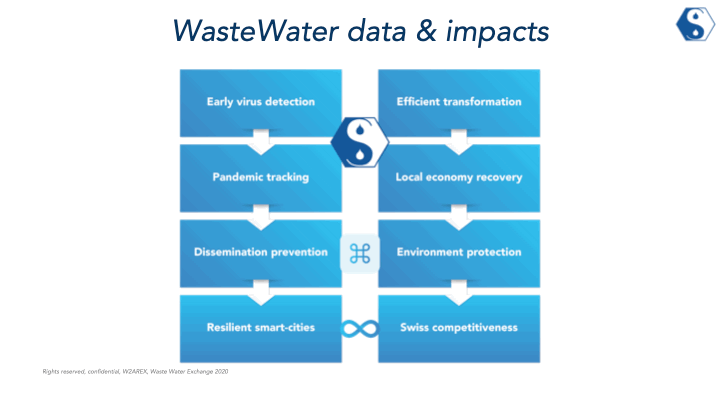 WasteWater data & impacts
Early virus detection
Pandemic tracking
Dissemination prevention
Resilient smart-cities
Efficient transformation
Local economy recovery
Environment protection
Swiss competitiveness
Rights reserved, confidential, W2AREX, Waste Water Exchange 2020